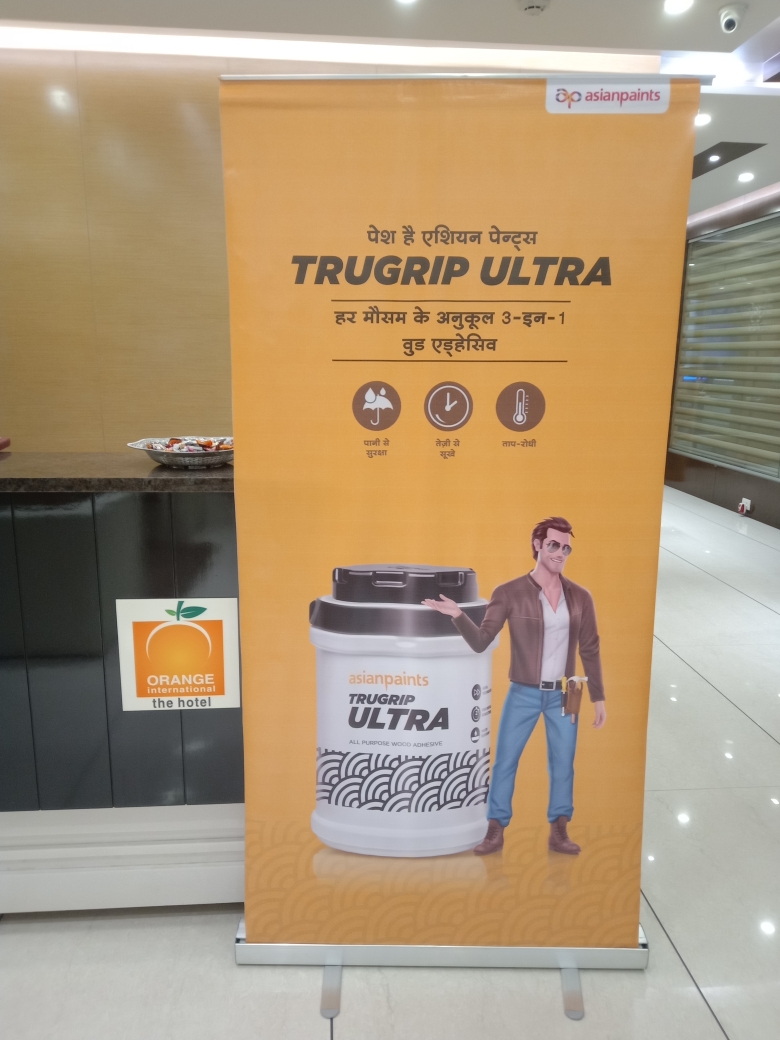 asianpaints
पेश है एशियन पेन्ट्स
TRUGRIP ULTRA
हर मौसम के अनुकूल 3-इन-1
वुड एड्हेसिव
पानी से
सुरक्षा
तेज़ी से
सूखे
ताप-रोधी
asianpaints
TRUGRIP
ULTRA
ALL PURPOSE WOOD ADHESIVE
ORANGE
international
the hotel